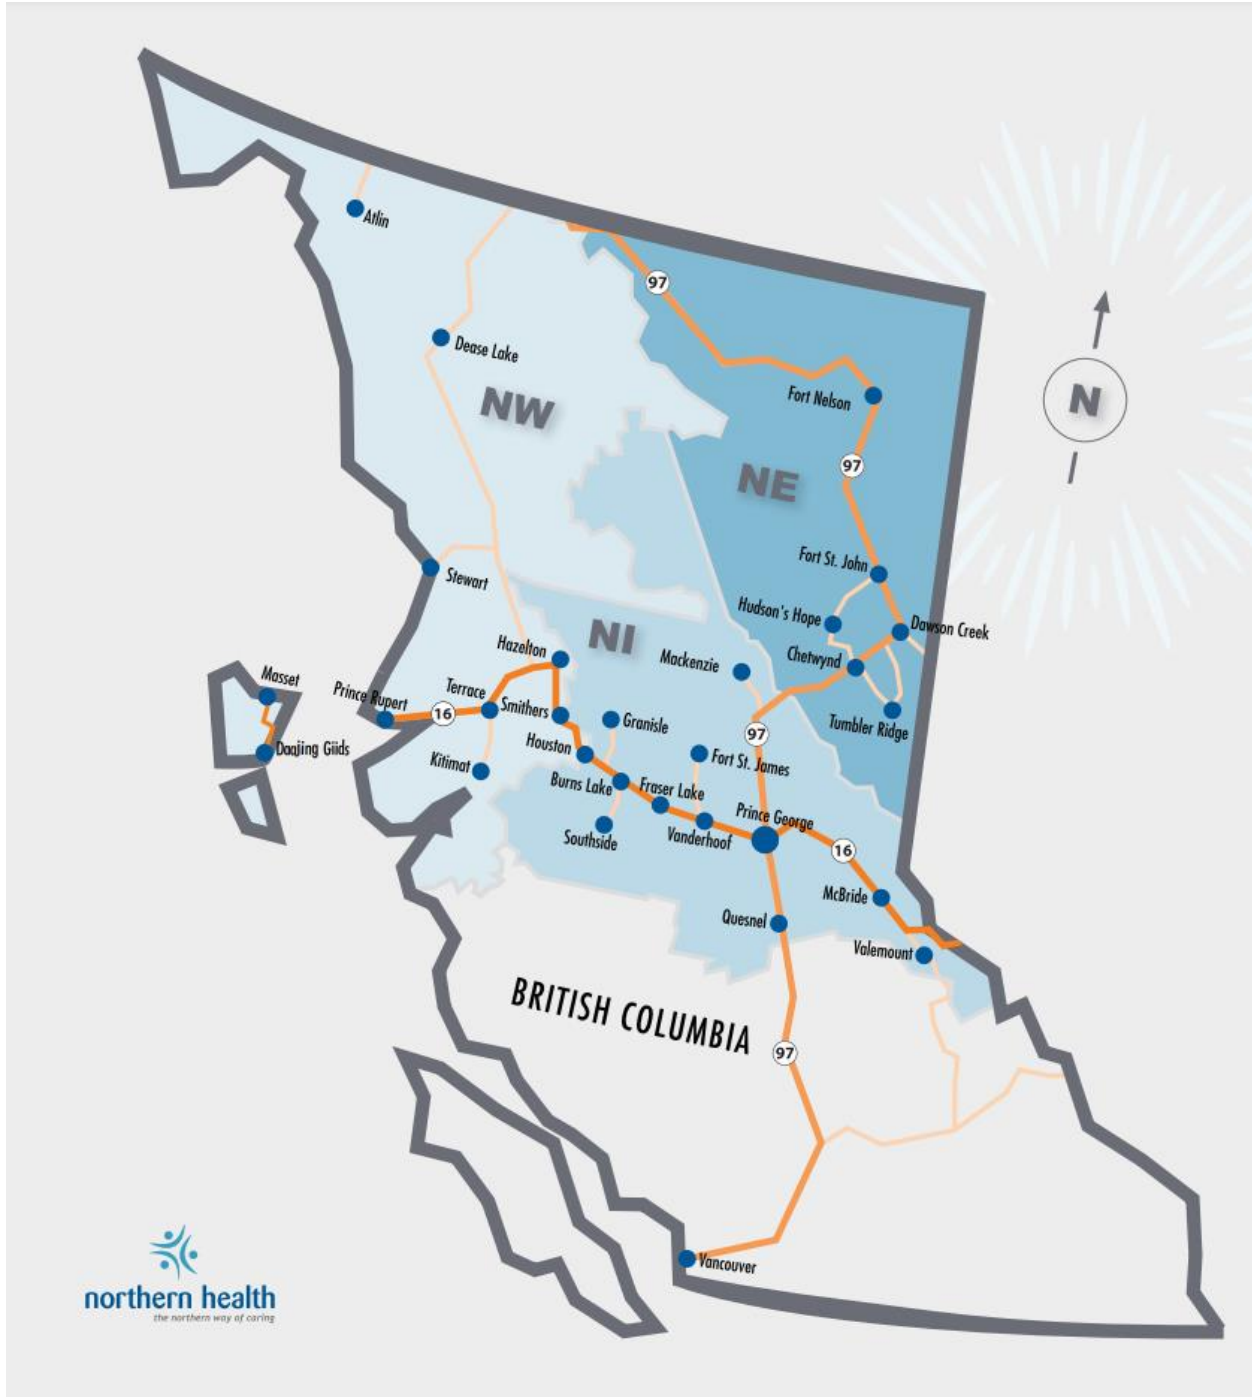 Atlin
97
Dease Lake
NW
Fort Nelson
N
97
NE
Fort St. John
Stewart
Hudson's Hope
Dawson Creek
NI
Hazelton
Mackenzie
Chetwynd
Masset
Prince Rupert
16
Terrace
Smithers
Granisle
97
Tumbler Ridge
Daajing Giids
Kitimat
Houston
Fort St. James
Burns Lake
Fraser Lake
Prince George
Southside
Vanderhoof
16
McBride
Quesnel
Valemount
BRITISH COLUMBIA
97
Vancouver
northern health
the northern way of caring